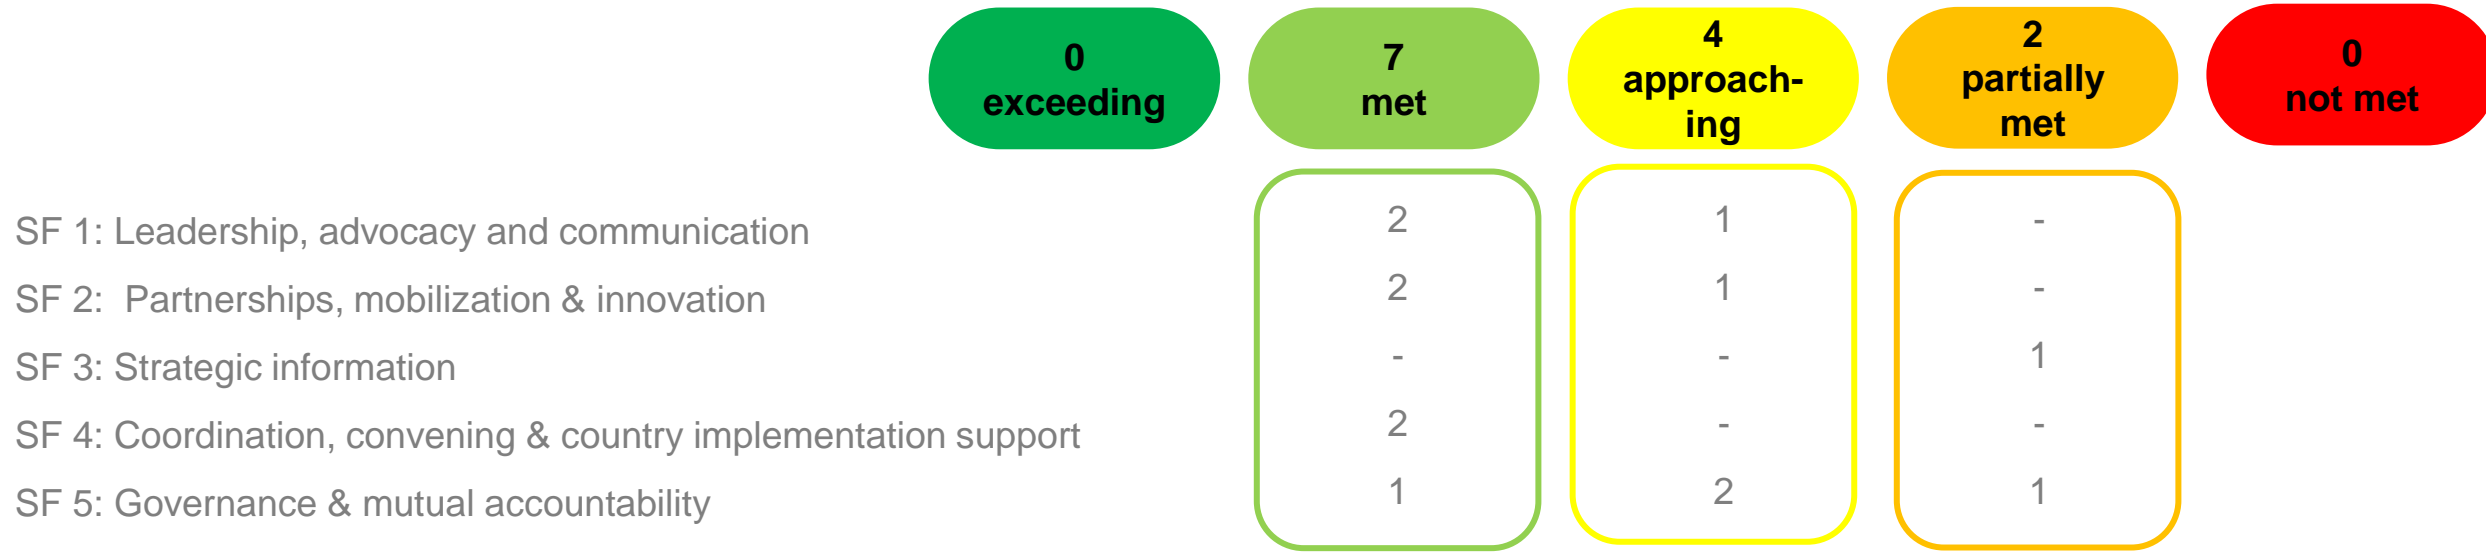 0
exceeding
7
met
4
approach-
ing
2
partially
met
0
not met
SF 1: Leadership, advocacy and communication 2 1 -
SF 2: Partnerships, mobilization & innovation 2 1 -
SF 3: Strategic information - - 1
SF 4: Coordination, convening & country implementation support 2 - -
SF 5: Governance & mutual accountability 1 2 1